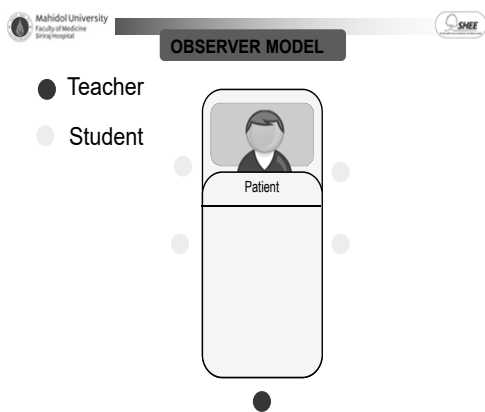 Mahidol University
Faculty of Medicine
Siriraj Hospital
SHEE
OBSERVER MODEL
Teacher
Student
Patient